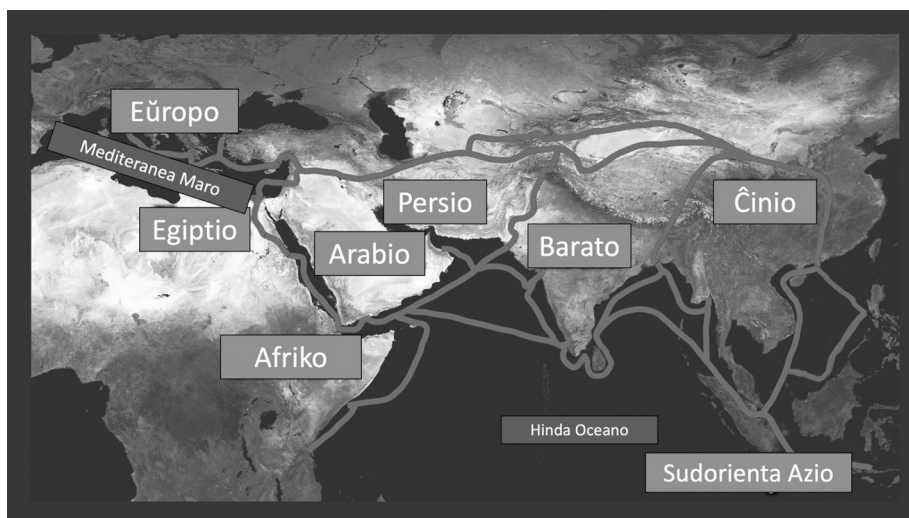 Eŭropo
Mediteranea Maro
Egiptio
Arabio
Persio
Barato
Ĉinio
Afriko
Hinda Oceano
Sudorienta Azio